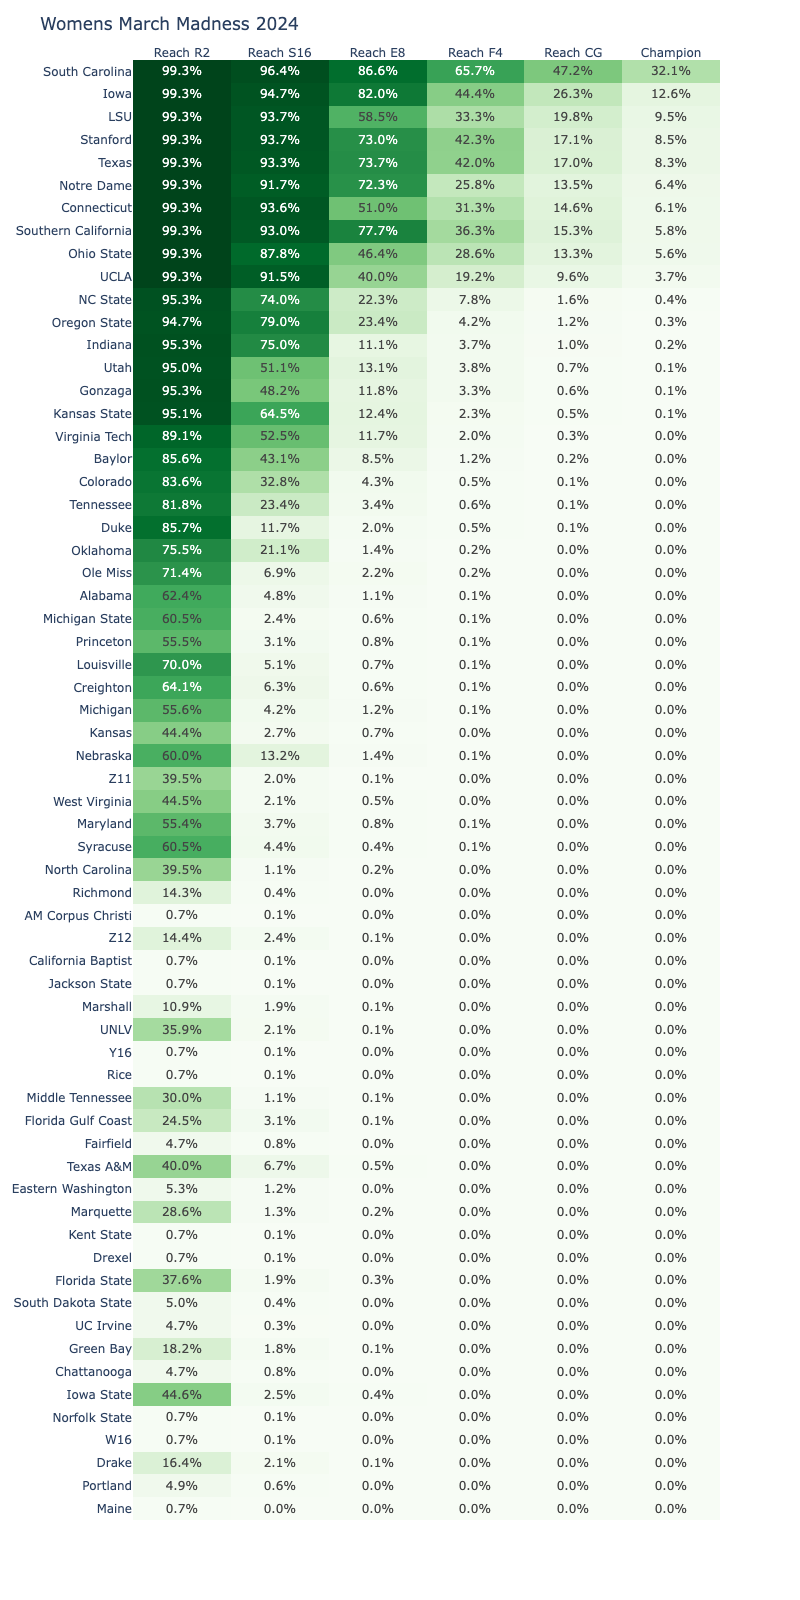 Womens March Madness 2024
Reach R2 Reach S16 Reach E8 Reach F4 Reach CG Champion
South Carolina 99.3% 96.4% 86.6% 65.7% 47.2% 32.1%
Iowa 99.3% 94.7% 82.0% 44.4% 26.3% 12.6%
LSU 99.3% 93.7% 58.5% 33.3% 19.8% 9.5%
Stanford 99.3% 93.7% 73.0% 42.3% 17.1% 8.5%
Texas 99.3% 93.3% 73.7% 42.0% 17.0% 8.3%
Notre Dame 99.3% 91.7% 72.3% 25.8% 13.5% 6.4%
Connecticut 99.3% 93.6% 51.0% 31.3% 14.6% 6.1%
Southern California 99.3% 93.0% 77.7% 36.3% 15.3% 5.8%
Ohio State 99.3% 87.8% 46.4% 28.6% 13.3% 5.6%
UCLA 99.3% 91.5% 40.0% 19.2% 9.6% 3.7%
NC State 95.3% 74.0% 22.3% 7.8% 1.6% 0.4%
Oregon State 94.7% 79.0% 23.4% 4.2% 1.2% 0.3%
Indiana 95.3% 75.0% 11.1% 3.7% 1.0% 0.2%
Utah 95.0% 51.1% 13.1% 3.8% 0.7% 0.1%
Gonzaga 95.3% 48.2% 11.8% 3.3% 0.6% 0.1%
Kansas State 95.1% 64.5% 12.4% 2.3% 0.5% 0.1%
Virginia Tech 89.1% 52.5% 11.7% 2.0% 0.3% 0.0%
Baylor 85.6% 43.1% 8.5% 1.2% 0.2% 0.0%
Colorado 83.6% 32.8% 4.3% 0.5% 0.1% 0.0%
Tennessee 81.8% 23.4% 3.4% 0.6% 0.1% 0.0%
Duke 85.7% 11.7% 2.0% 0.5% 0.1% 0.0%
Oklahoma 75.5% 21.1% 1.4% 0.2% 0.0% 0.0%
Ole Miss 71.4% 6.9% 2.2% 0.2% 0.0% 0.0%
Alabama 62.4% 4.8% 1.1% 0.1% 0.0% 0.0%
Michigan State 60.5% 2.4% 0.6% 0.1% 0.0% 0.0%
Princeton 55.5% 3.1% 0.8% 0.1% 0.0% 0.0%
Louisville 70.0% 5.1% 0.7% 0.1% 0.0% 0.0%
Creighton 64.1% 6.3% 0.6% 0.1% 0.0% 0.0%
Michigan 55.6% 4.2% 1.2% 0.1% 0.0% 0.0%
Kansas 44.4% 2.7% 0.7% 0.0% 0.0% 0.0%
Nebraska 60.0% 13.2% 1.4% 0.1% 0.0% 0.0%
Z11 39.5% 2.0% 0.1% 0.0% 0.0% 0.0%
West Virginia 44.5% 2.1% 0.5% 0.0% 0.0% 0.0%
Maryland 55.4% 3.7% 0.8% 0.1% 0.0% 0.0%
Syracuse 60.5% 4.4% 0.4% 0.1% 0.0% 0.0%
North Carolina 39.5% 1.1% 0.2% 0.0% 0.0% 0.0%
Richmond 14.3% 0.4% 0.0% 0.0% 0.0% 0.0%
AM Corpus Christi 0.7% 0.1% 0.0% 0.0% 0.0% 0.0%
Z12 14.4% 2.4% 0.1% 0.0% 0.0% 0.0%
California Baptist 0.7% 0.1% 0.0% 0.0% 0.0% 0.0%
Jackson State 0.7% 0.1% 0.0% 0.0% 0.0% 0.0%
Marshall 10.9% 1.9% 0.1% 0.0% 0.0% 0.0%
UNLV 35.9% 2.1% 0.1% 0.0% 0.0% 0.0%
Y16 0.7% 0.1% 0.0% 0.0% 0.0% 0.0%
Rice 0.7% 0.1% 0.0% 0.0% 0.0% 0.0%
Middle Tennessee 30.0% 1.1% 0.1% 0.0% 0.0% 0.0%
Florida Gulf Coast 24.5% 3.1% 0.1% 0.0% 0.0% 0.0%
Fairfield 4.7% 0.8% 0.0% 0.0% 0.0% 0.0%
Texas A&M 40.0% 6.7% 0.5% 0.0% 0.0% 0.0%
Eastern Washington 5.3% 1.2% 0.0% 0.0% 0.0% 0.0%
Marquette 28.6% 1.3% 0.2% 0.0% 0.0% 0.0%
Kent State 0.7% 0.1% 0.0% 0.0% 0.0% 0.0%
Drexel 0.7% 0.1% 0.0% 0.0% 0.0% 0.0%
Florida State 37.6% 1.9% 0.3% 0.0% 0.0% 0.0%
South Dakota State 5.0% 0.4% 0.0% 0.0% 0.0% 0.0%
UC Irvine 4.7% 0.3% 0.0% 0.0% 0.0% 0.0%
Green Bay 18.2% 1.8% 0.1% 0.0% 0.0% 0.0%
Chattanooga 4.7% 0.8% 0.0% 0.0% 0.0% 0.0%
Iowa State 44.6% 2.5% 0.4% 0.0% 0.0% 0.0%
Norfolk State 0.7% 0.1% 0.0% 0.0% 0.0% 0.0%
W16 0.7% 0.1% 0.0% 0.0% 0.0% 0.0%
Drake 16.4% 2.1% 0.1% 0.0% 0.0% 0.0%
Portland 4.9% 0.6% 0.0% 0.0% 0.0% 0.0%
Maine 0.7% 0.0% 0.0% 0.0% 0.0% 0.0%